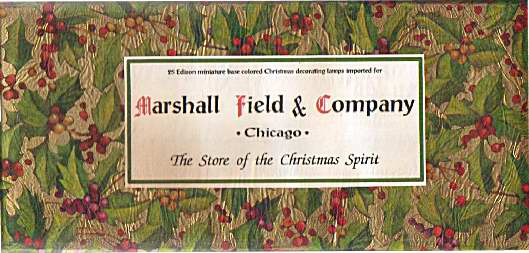 25 Edison miniature base colored Christmas decorating lamps imported for
Marshall Field & Company
• Chicago •
The Store of the Christmas Spirit